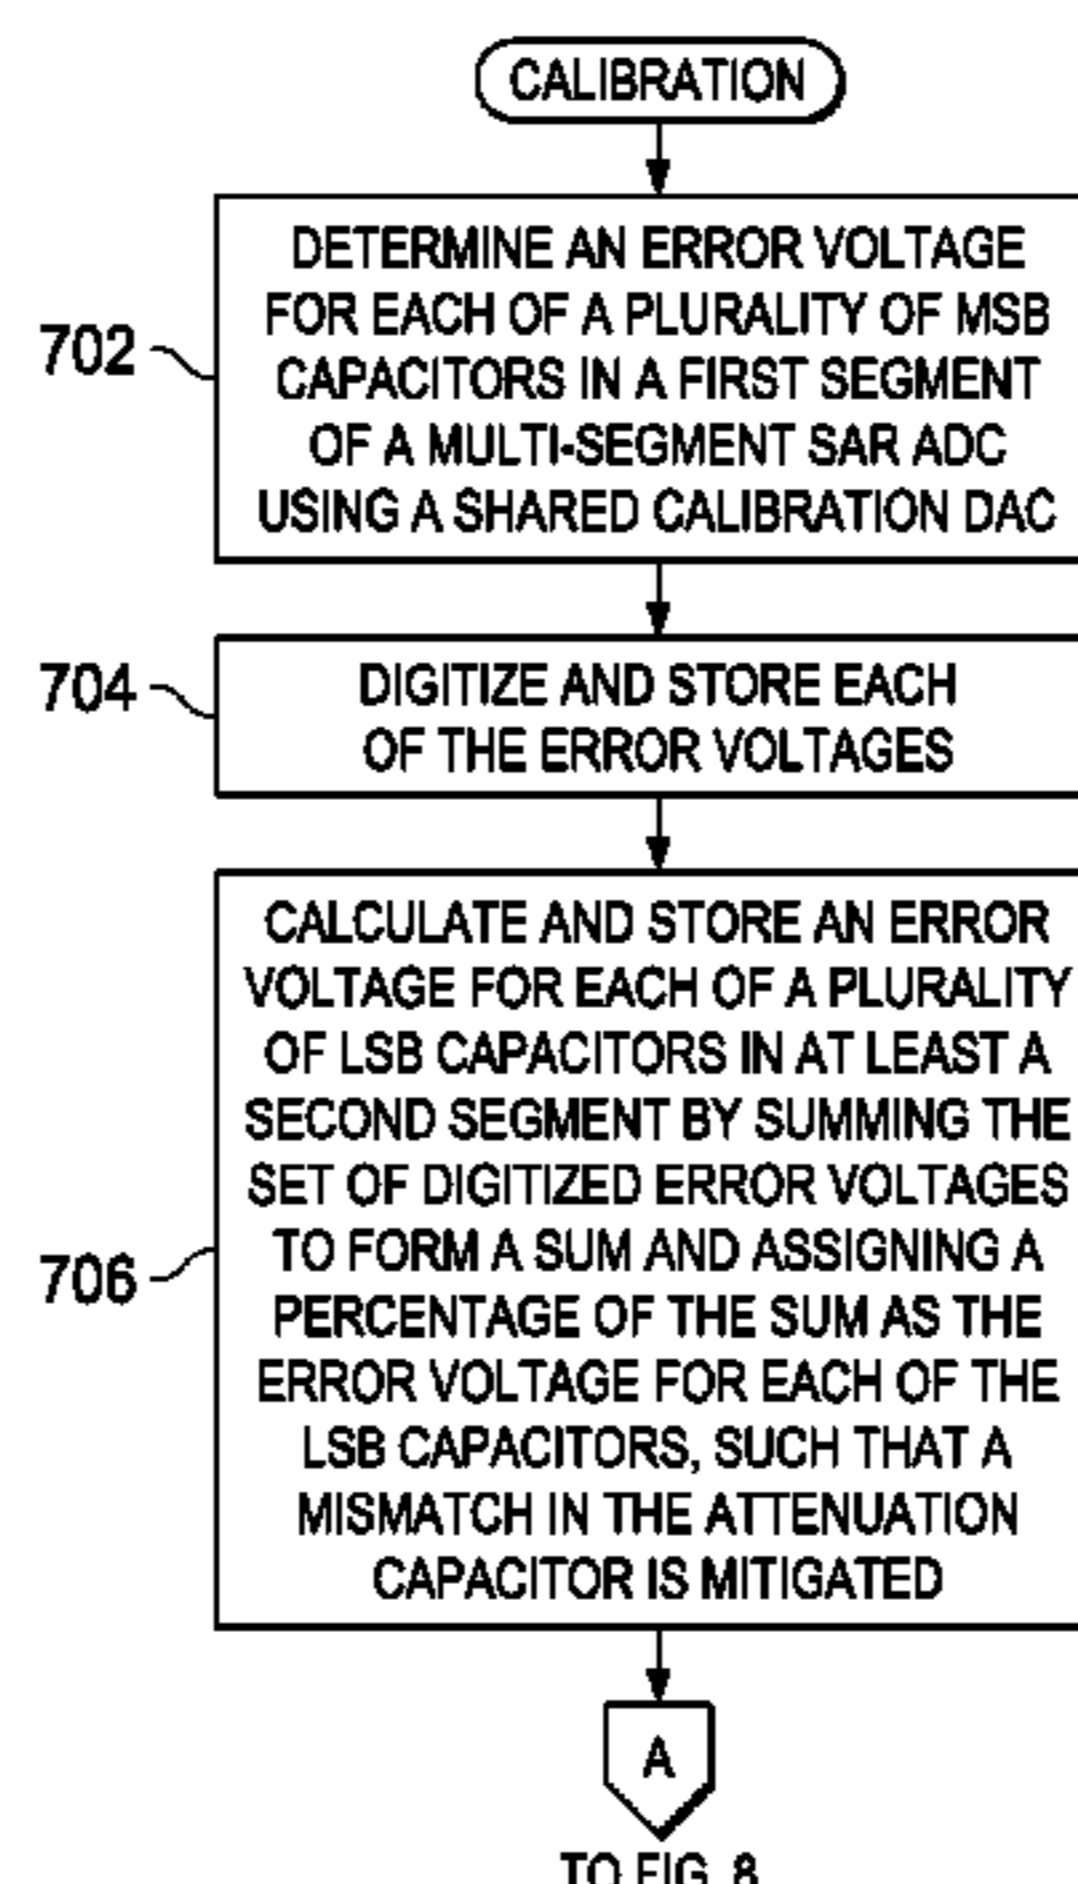 CALIBRATION
702
DETERMINE AN ERROR VOLTAGE
FOR EACH OF A PLURALITY OF MSB
CAPACITORS IN A FIRST SEGMENT
OF A MULTI-SEGMENT SAR ADC
USING A SHARED CALIBRATION DAC
704
DIGITIZE AND STORE EACH
OF THE ERROR VOLTAGES
706
CALCULATE AND STORE AN ERROR
VOLTAGE FOR EACH OF A PLURALITY
OF LSB CAPACITORS IN AT LEAST A
SECOND SEGMENT BY SUMMING THE
SET OF DIGITIZED ERROR VOLTAGES
TO FORM A SUM AND ASSIGNING A
PERCENTAGE OF THE SUM AS THE
ERROR VOLTAGE FOR EACH OF THE
LSB CAPACITORS, SUCH THAT A
MISMATCH IN THE ATTENUATION
CAPACITOR IS MITIGATED
A
TO FIG. 8